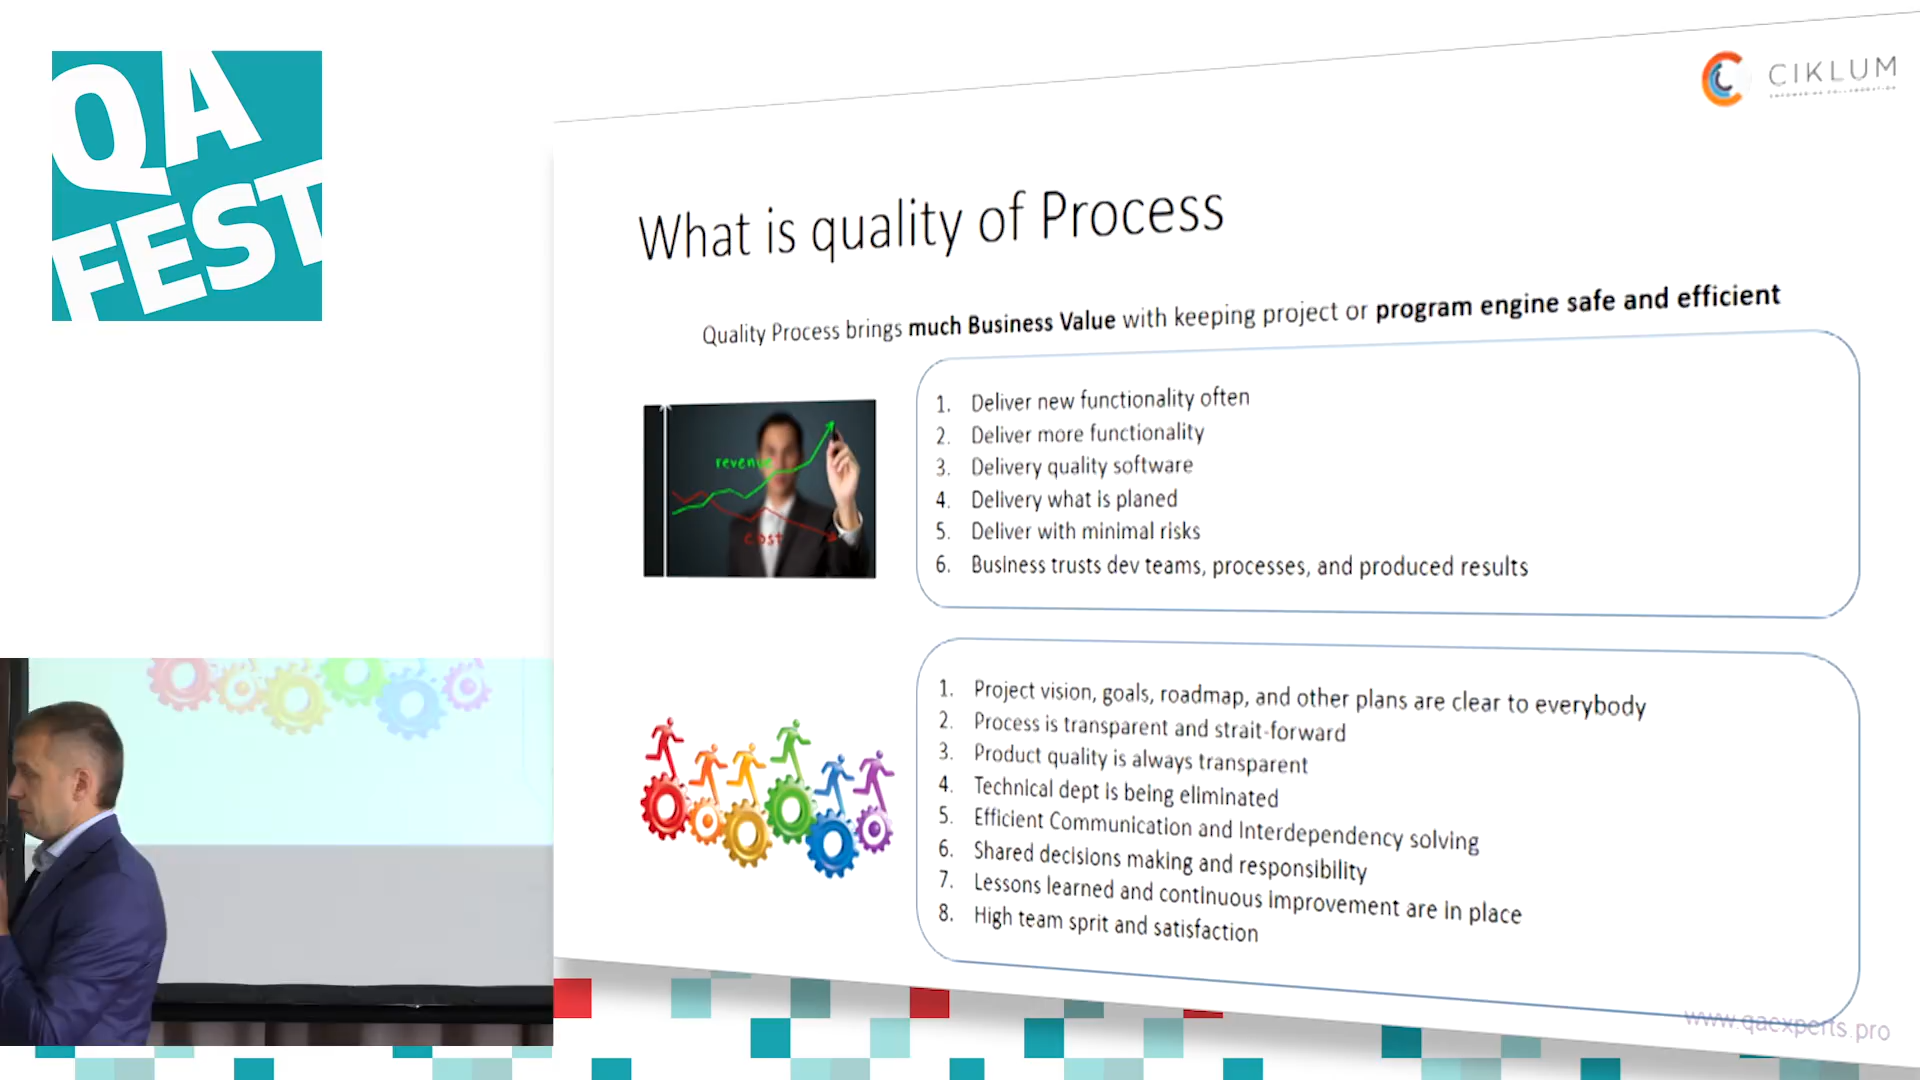 QA
FEST
CIKLUM
What is quality of Process
Quality Process brings much Business Value with keeping project or program engine safe and efficient
revenue
cost
1. Deliver new functionality often
2. Deliver more functionality
3. Delivery quality software
4. Delivery what is planed
5. Deliver with minimal risks
6. Business trusts dev teams, processes, and produced results
1. Project vision, goals, roadmap, and other plans are clear to everybody
2. Process is transparent and strait-forward
3. Product quality is always transparent
4. Technical dept is being eliminated
5. Efficient Communication and Interdependency solving
6. Shared decisions making and responsibility
7. Lessons learned and continuous improvement are in place
8. High team sprit and satisfaction
www.qaexperts.pro